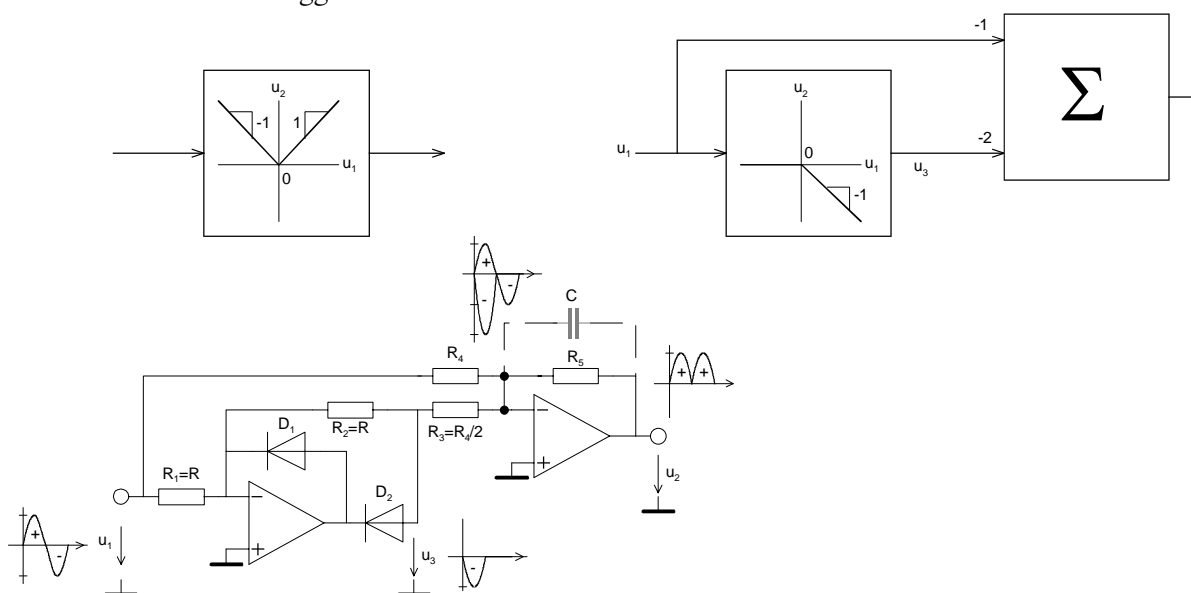 u₂
-1
1
u₁
0
-1
Σ
u₂
0
u₁
-1
u₁
u₃
-2
+
-
-
C
R₄
R₅
+
+
D₁
R₂=R
R₃=R₄/2
−
+
R₁=R
−
D₂
+
u₂
+
-
u₁
u₃
-